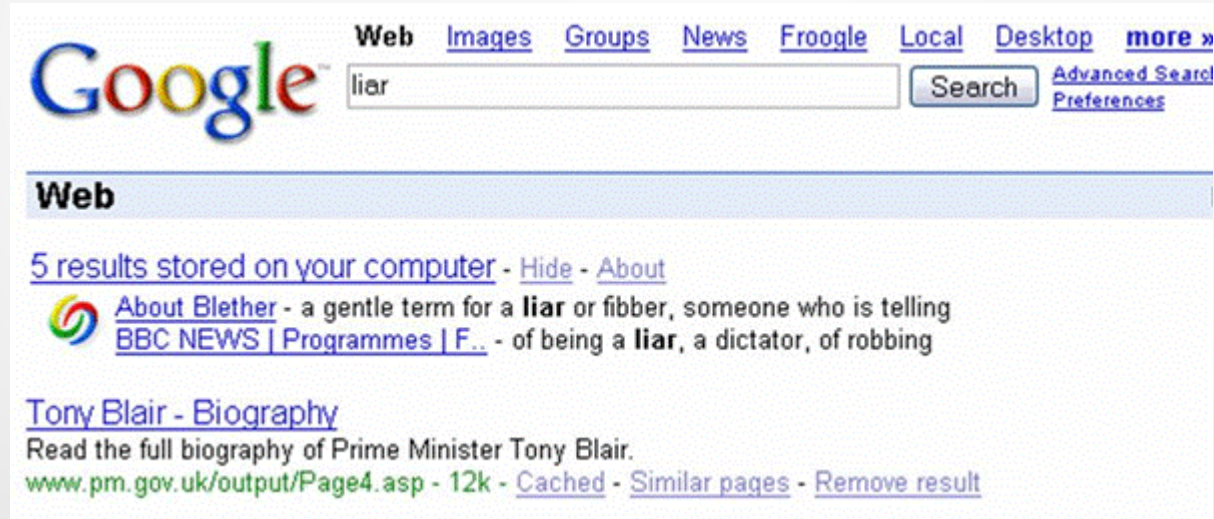 Web Images Groups News Froogle Local Desktop more »
Google™
liar Search Advanced Search
Preferences
Web
5 results stored on your computer - Hide - About
About Blether - a gentle term for a liar or fibber, someone who is telling
BBC NEWS | Programmes | F.. - of being a liar, a dictator, of robbing
Tony Blair - Biography
Read the full biography of Prime Minister Tony Blair.
www.pm.gov.uk/output/Page4.asp - 12k - Cached - Similar pages - Remove result